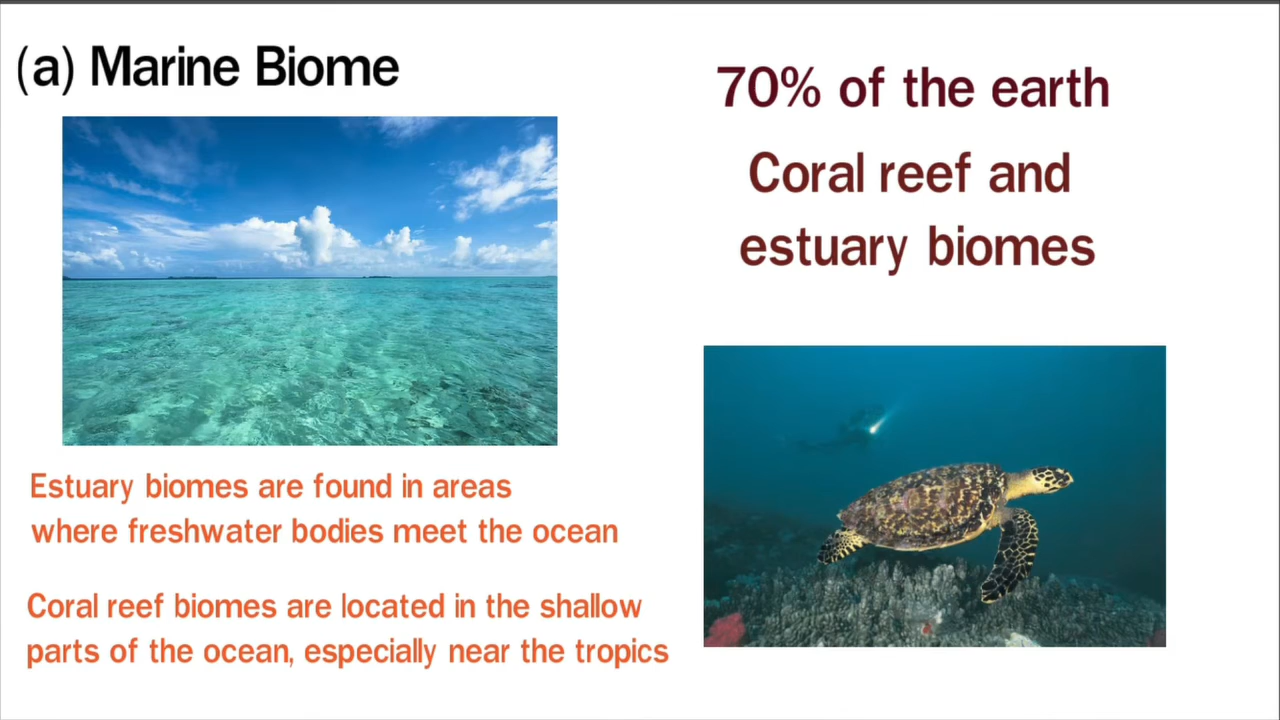 (a) Marine Biome
70% of the earth
Coral reef and
estuary biomes
Estuary biomes are found in areas
where freshwater bodies meet the ocean
Coral reef biomes are located in the shallow
parts of the ocean, especially near the tropics